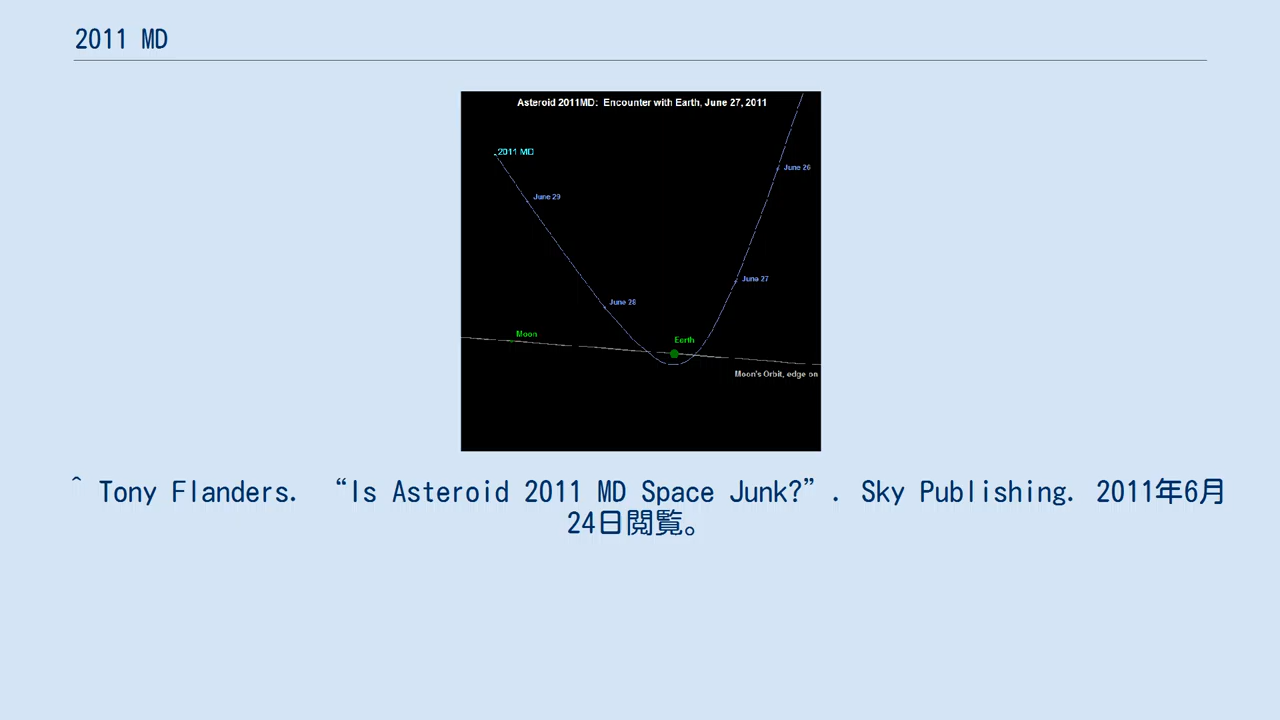 2011 MD
Asteroid 2011MD: Encounter with Earth, June 27, 2011
2011 MD
June 26
June 29
June 27
June 28
Moon
Earth
Moon's Orbit, edge on
^ Tony Flanders. “Is Asteroid 2011 MD Space Junk?”. Sky Publishing. 2011年6月
24日閲覧。